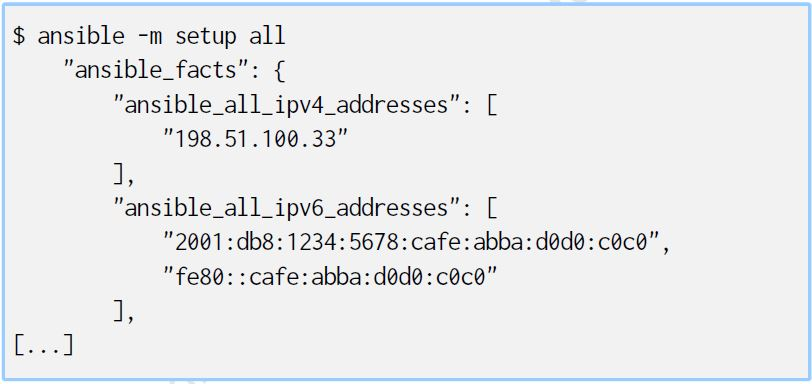 $ ansible -m setup all
    "ansible_facts": {
        "ansible_all_ipv4_addresses": [
            "198.51.100.33"
        ],
        "ansible_all_ipv6_addresses": [
            "2001:db8:1234:5678:cafe:abba:d0d0:c0c0",
            "fe80::cafe:abba:d0d0:c0c0"
        ],
[...]